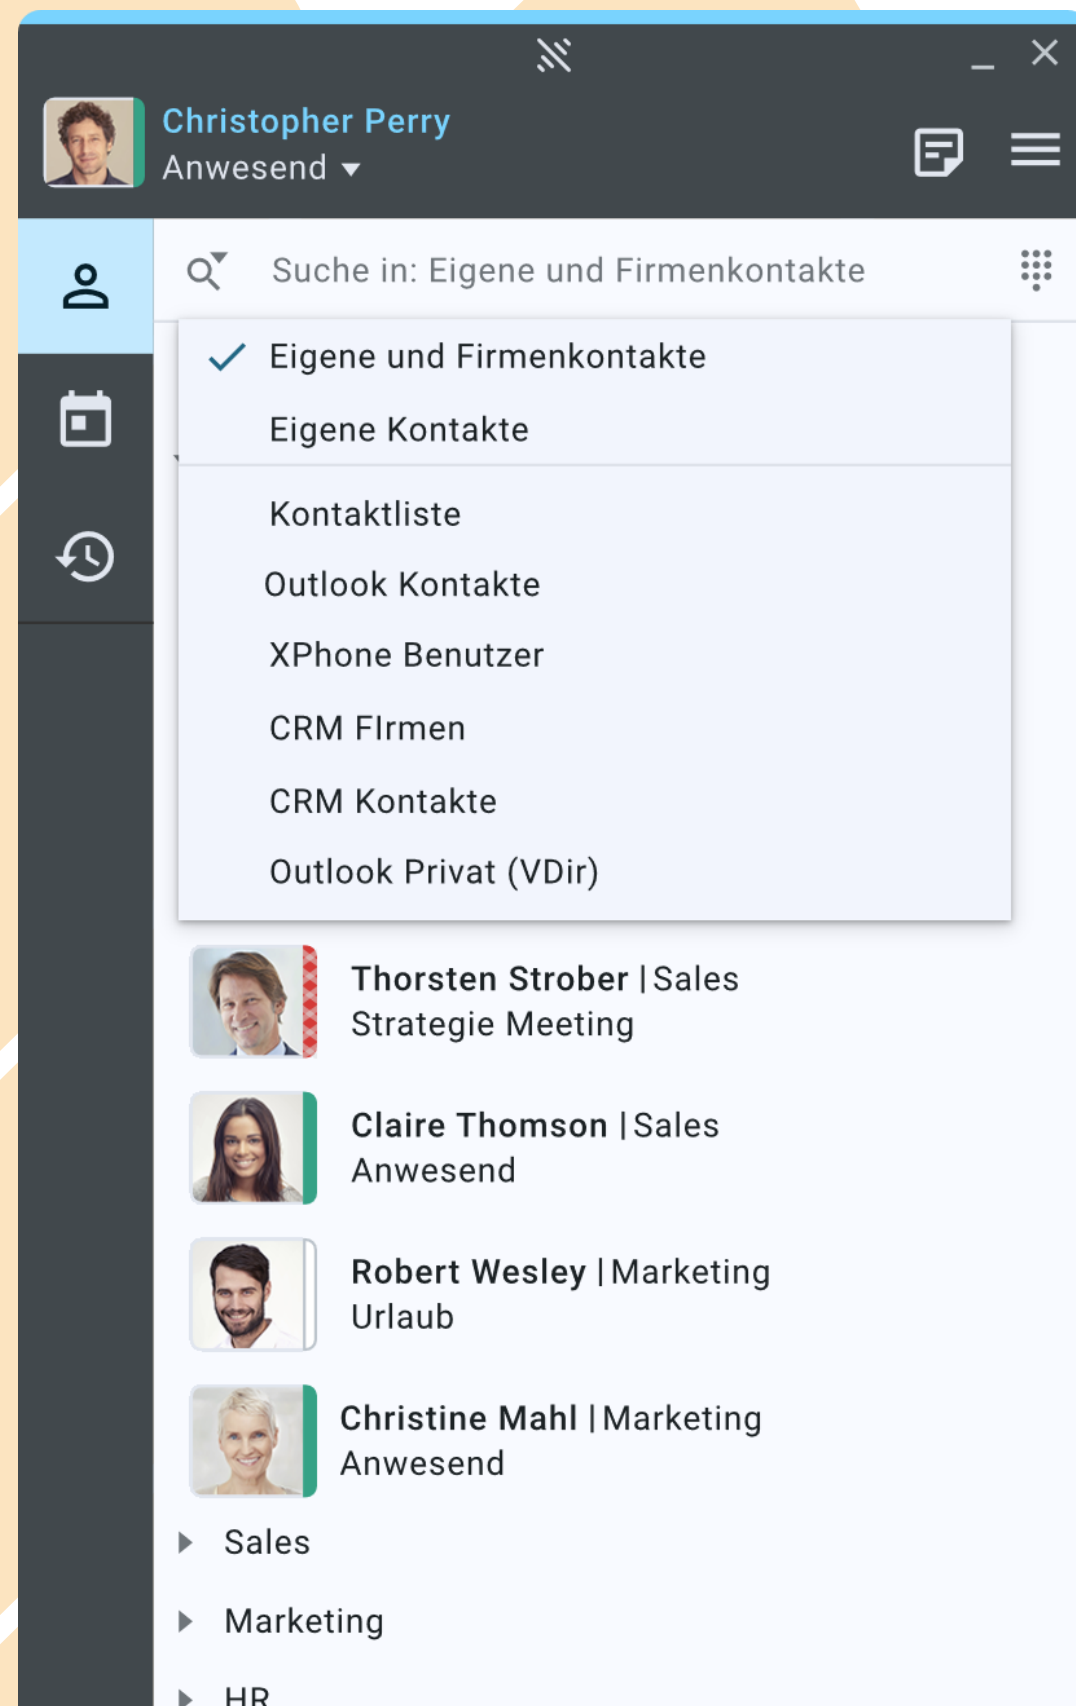 Christopher Perry
Anwesend
Suche in: Eigene und Firmenkontakte
Eigene und Firmenkontakte
Eigene Kontakte
Kontaktliste
Outlook Kontakte
XPhone Benutzer
CRM FIrmen
CRM Kontakte
Outlook Privat (VDir)
Thorsten Strober | Sales
Strategie Meeting
Claire Thomson | Sales
Anwesend
Robert Wesley | Marketing
Urlaub
Christine Mahl | Marketing
Anwesend
Sales
Marketing
HR